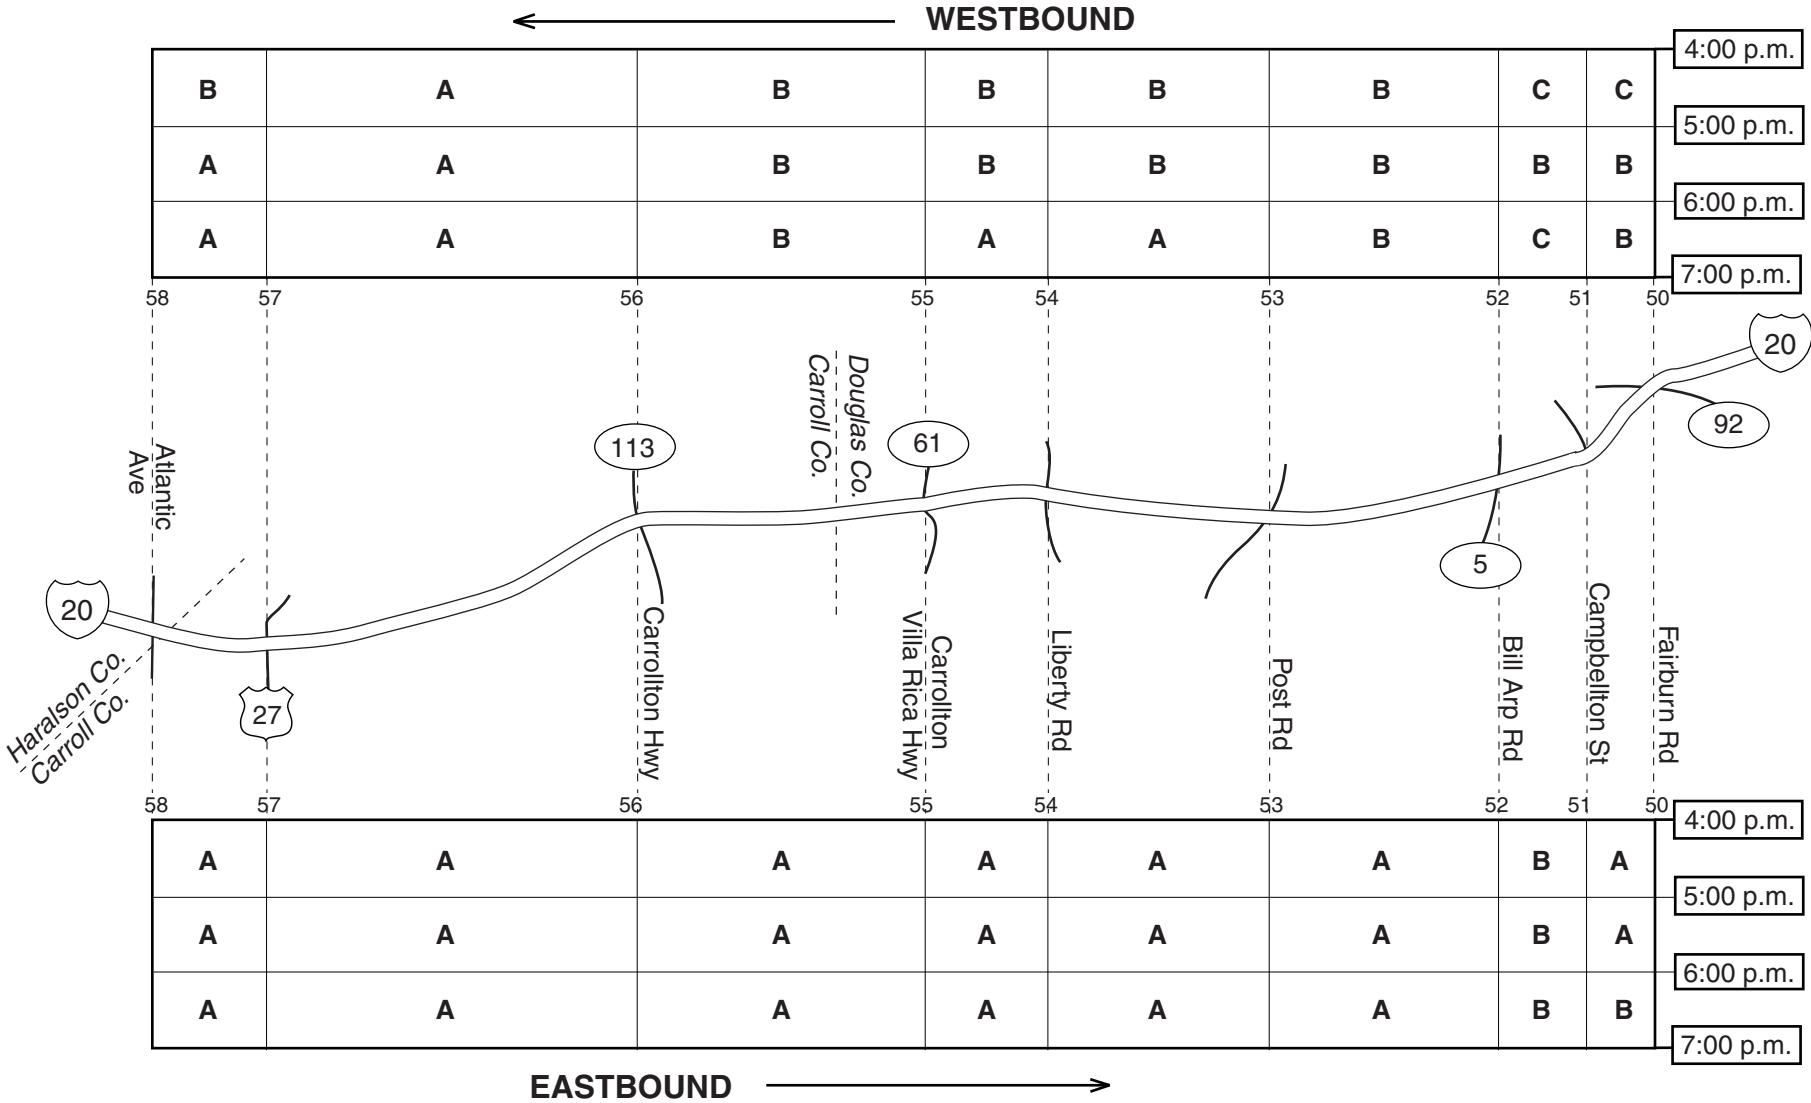 WESTBOUND
4:00 p.m.
B A B B B B C C
5:00 p.m.
A A B B B B B B
6:00 p.m.
A A B A A B C B
7:00 p.m.
58 57 56 55 54 53 52 51 50
20
Douglas Co.
Carroll Co.
92
113
61
Atlantic
Ave
5
20
Haralson Co.
Carroll Co.
27
Carrollton Hwy
Carrollton
Villa Rica Hwy
Liberty Rd
Post Rd
Bill Arp Rd
Campbellton St
Fairburn Rd
58 57 56 55 54 53 52 51 50
4:00 p.m.
A A A A A A B A
5:00 p.m.
A A A A A A B A
6:00 p.m.
A A A A A A B B
7:00 p.m.
EASTBOUND